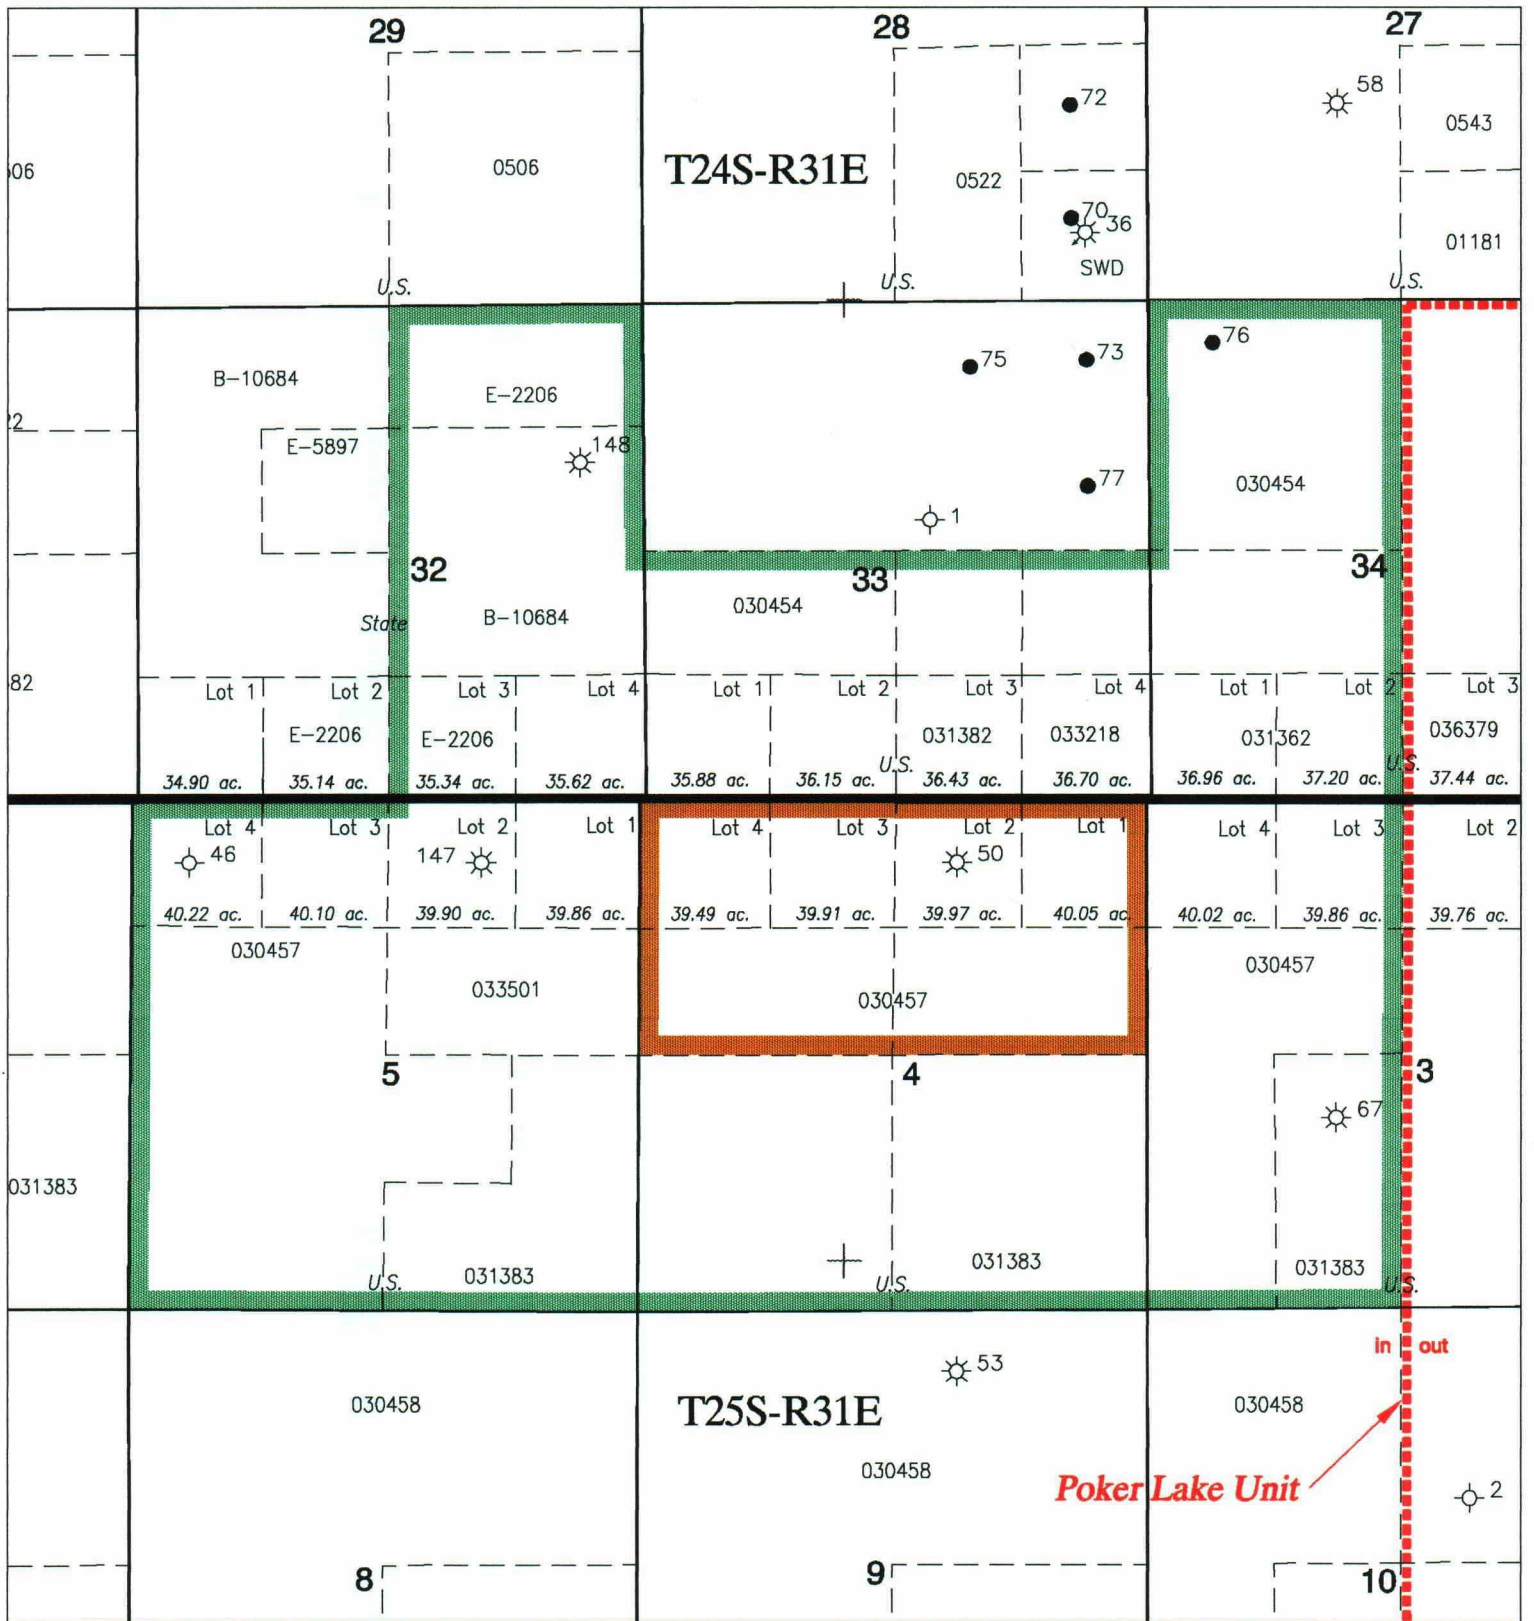 29
28
27
72
58
0543
506
0506
T24S-R31E
0522
70
36
SWD
01181
U.S.
U.S.
U.S.
76
75
73
B-10684
E-2206
E-5897
148
22
030454
77
1
32
33
34
030454
State
B-10684
82
Lot 1
Lot 2
Lot 3
Lot 4
Lot 1
Lot 2
Lot 3
Lot 4
Lot 1
Lot 2
Lot 3
E-2206
E-2206
031382
033218
031362
036379
U.S.
U.S.
34.90 ac.
35.14 ac.
35.34 ac.
35.62 ac.
35.88 ac.
36.15 ac.
36.43 ac.
36.70 ac.
36.96 ac.
37.20 ac.
37.44 ac.
Lot 4
Lot 3
Lot 2
Lot 1
Lot 4
Lot 3
Lot 2
Lot 1
Lot 4
Lot 3
Lot 2
46
147
50
40.22 ac.
40.10 ac.
39.90 ac.
39.86 ac.
39.49 ac.
39.91 ac.
39.97 ac.
40.05 ac.
40.02 ac.
39.86 ac.
39.76 ac.
030457
033501
030457
030457
5
4
3
67
031383
031383
031383
031383
U.S.
U.S.
U.S.
in
out
53
030458
T25S-R31E
030458
030458
Poker Lake Unit
2
8
9
10